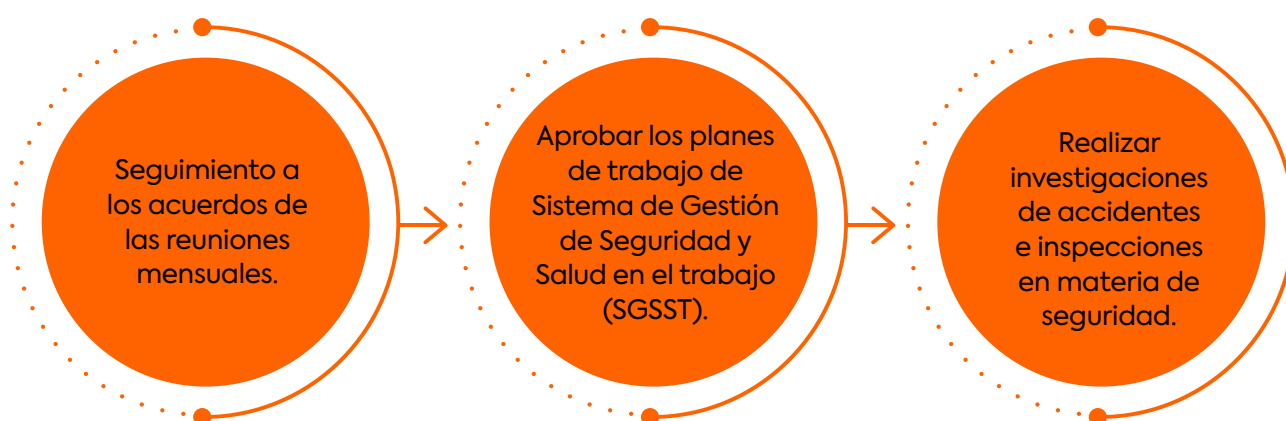 Seguimiento a
los acuerdos de
las reuniones
mensuales.
Aprobar los planes
de trabajo de
Sistema de Gestión
de Seguridad y
Salud en el trabajo
(SGSST).
Realizar
investigaciones
de accidentes
e inspecciones
en materia de
seguridad.